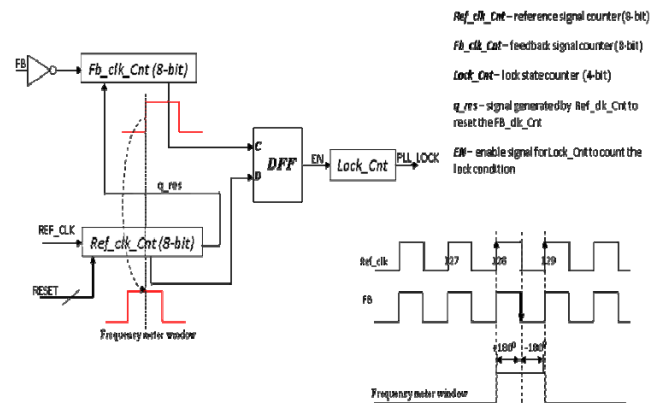 Ref_clk_Cnt – reference signal counter (8-bit)
Fb_clk_Cnt – feedback signal counter (8-bit)
Lock_Cnt – lock state counter (4-bit)
q_res – signal generated by Ref_clk_Cnt to
reset the FB_clk_Cnt
EN – enable signal for Lock_Cnt to count the
lock condition
FB
Fb_clk_Cnt (8-bit)
C
DFF
D
EN
Lock_Cnt
PLL_LOCK
q_res
REF_CLK
Ref_clk_Cnt (8-bit)
RESET
Frequency meter window
Ref_clk
127
128
129
FB
+180⁰
-180⁰
Frequency meter window